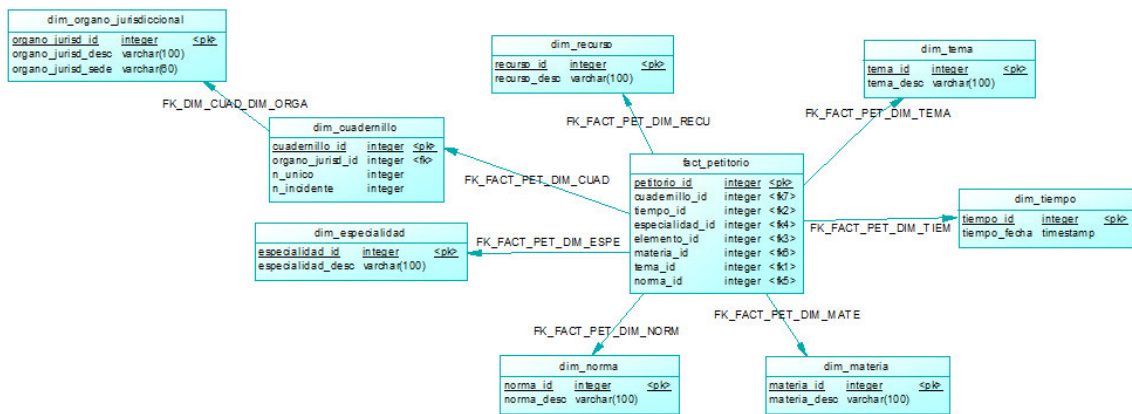 dim_organo_jurisdiccional
organo_jurisd_id integer <pk>
organo_jurisd_desc varchar(100)
organo_jurisd_sede varchar(60)
FK_DIM_CUAD_DIM_ORGA
dim_cuadernillo
cuadernillo_id integer <pk>
organo_jurisd_id integer <fk>
n_unico integer
n_incidente integer
FK_FACT_PET_DIM_CUAD
dim_especialidad
especialidad_id integer <pk>
especialidad_desc varchar(100)
FK_FACT_PET_DIM_ESPE
dim_recurso
recurso_id integer <pk>
recurso_desc varchar(100)
FK_FACT_PET_DIM_RECU
dim_tema
tema_id integer <pk>
tema_desc varchar(100)
FK_FACT_PET_DIM_TEMA
fact_petitorio
petitorio_id integer <pk>
cuadernillo_id integer <fk7>
tiempo_id integer <fk2>
especialidad_id integer <fk4>
elemento_id integer <fk3>
materia_id integer <fk6>
tema_id integer <fk1>
norma_id integer <fk5>
dim_tiempo
tiempo_id integer <pk>
tiempo_fecha timestamp
FK_FACT_PET_DIM_TIEM
FK_FACT_PET_DIM_NORM
FK_FACT_PET_DIM_MATE
dim_norma
norma_id integer <pk>
norma_desc varchar(100)
dim_materia
materia_id integer <pk>
materia_desc varchar(100)